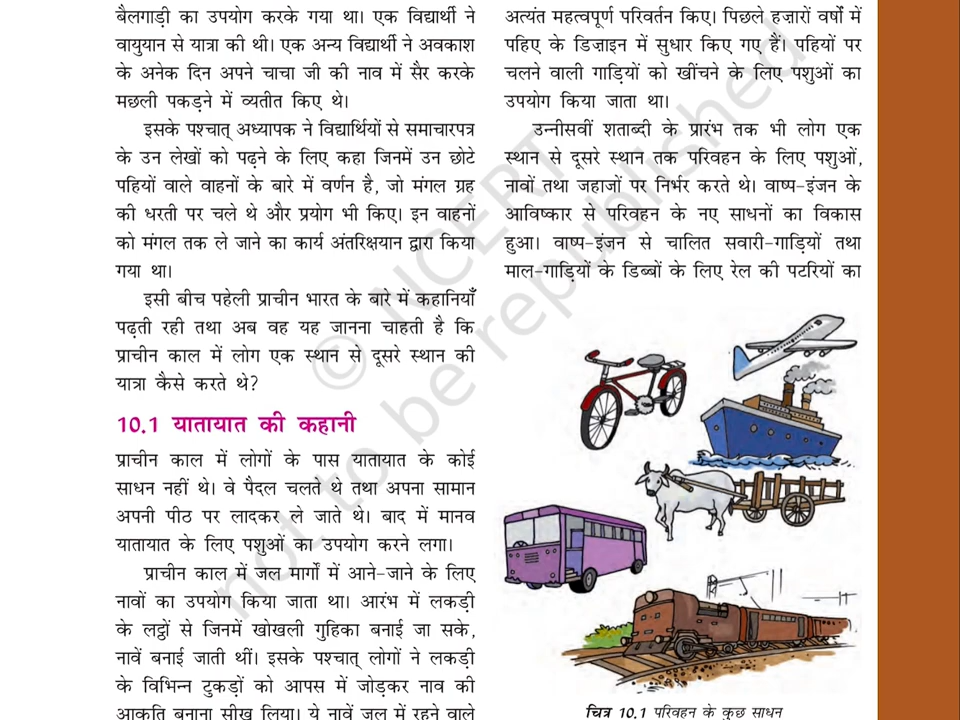 बैलगाड़ी का उपयोग करके गया था। एक विद्यार्थी ने
वायुयान से यात्रा की थी। एक अन्य विद्यार्थी ने अवकाश
के अनेक दिन अपने चाचा जी की नाव में सैर करके
मछली पकड़ने में व्यतीत किए थे।
इसके पश्चात् अध्यापक ने विद्यार्थियों से समाचारपत्र
के उन लेखों को पढ़ने के लिए कहा जिनमें उन छोटे
पहियों वाले वाहनों के बारे में वर्णन है, जो मंगल ग्रह
की धरती पर चले थे और प्रयोग भी किए। इन वाहनों
को मंगल तक ले जाने का कार्य अंतरिक्षयान द्वारा किया
गया था।
इसी बीच पहेली प्राचीन भारत के बारे में कहानियाँ
पढ़ती रही तथा अब वह यह जानना चाहती है कि
प्राचीन काल में लोग एक स्थान से दूसरे स्थान की
यात्रा कैसे करते थे?
10.1 यातायात की कहानी
प्राचीन काल में लोगों के पास यातायात के कोई
साधन नहीं थे। वे पैदल चलते थे तथा अपना सामान
अपनी पीठ पर लादकर ले जाते थे। बाद में मानव
यातायात के लिए पशुओं का उपयोग करने लगा।
प्राचीन काल में जल मार्गों में आने-जाने के लिए
नावों का उपयोग किया जाता था। आरंभ में लकड़ी
के लट्ठों से जिनमें खोखली गुहिका बनाई जा सके,
नावें बनाई जाती थीं। इसके पश्चात् लोगों ने लकड़ी
के विभिन्न टुकड़ों को आपस में जोड़कर नाव की
आकृति बनाना सीख लिया। ये नावें जल में रहने वाले
अत्यंत महत्वपूर्ण परिवर्तन किए। पिछले हज़ारों वर्षों में
पहिए के डिज़ाइन में सुधार किए गए हैं। पहियों पर
चलने वाली गाड़ियों को खींचने के लिए पशुओं का
उपयोग किया जाता था।
उन्नीसवीं शताब्दी के प्रारंभ तक भी लोग एक
स्थान से दूसरे स्थान तक परिवहन के लिए पशुओं,
नावों तथा जहाजों पर निर्भर करते थे। वाष्प-इंजन के
आविष्कार से परिवहन के नए साधनों का विकास
हुआ। वाष्प-इंजन से चालित सवारी-गाड़ियों तथा
माल-गाड़ियों के डिब्बों के लिए रेल की पटरियों का
चित्र 10.1 परिवहन के कुछ साधन
© NCERT
not to be republished